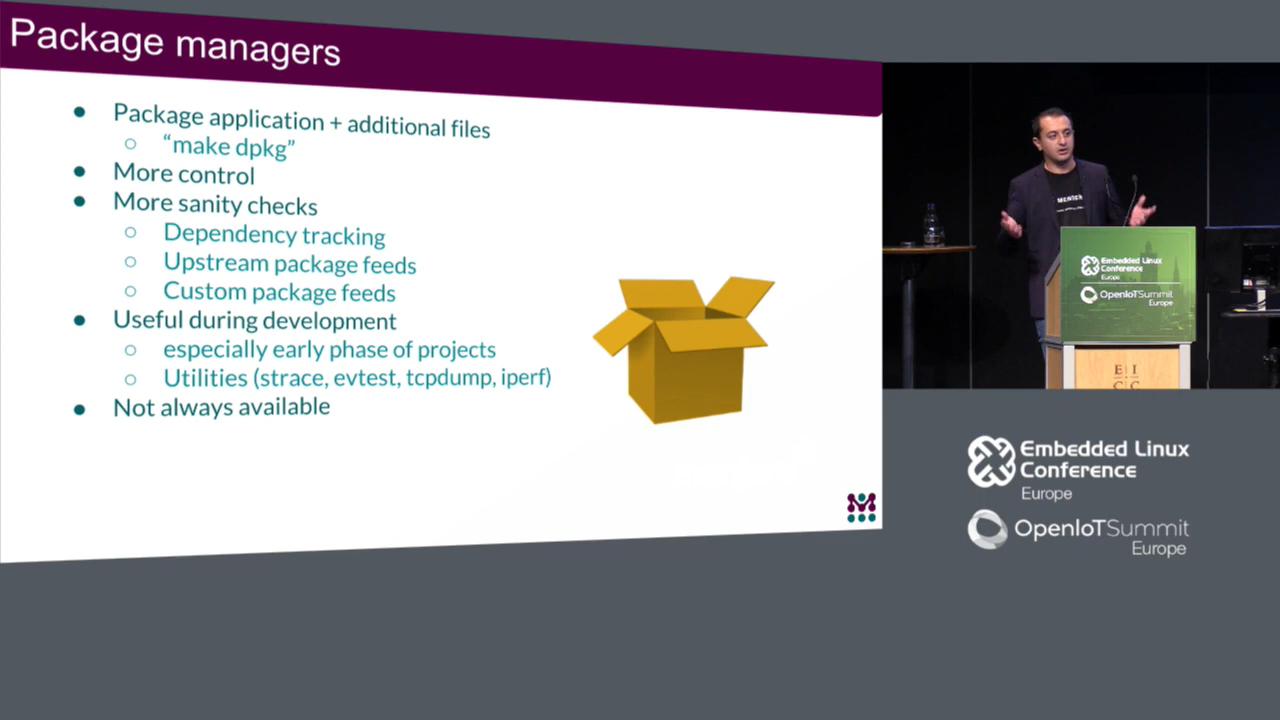 Package managers
● Package application + additional files
○ “make dpkg”
● More control
● More sanity checks
○ Dependency tracking
○ Upstream package feeds
○ Custom package feeds
● Useful during development
○ especially early phase of projects
○ Utilities (strace, evtest, tcpdump, iperf)
● Not always available
MENDER
Embedded Linux
Conference
Europe
OpenIoTSummit
Europe
E I
C C
Embedded Linux
Conference
Europe
OpenIoTSummit
Europe